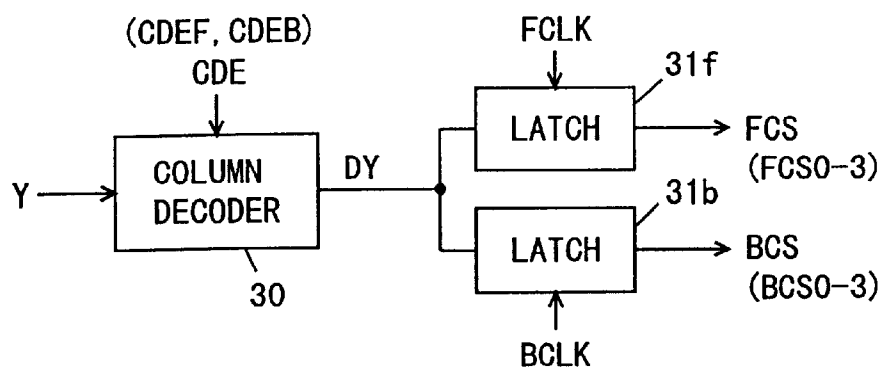 (CDEF, CDEB)
CDE
FCLK
31f
LATCH
FCS
(FCS0-3)
Y
COLUMN
DECODER
DY
30
31b
LATCH
BCS
(BCS0-3)
BCLK